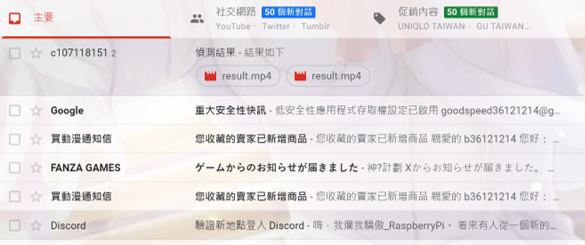 主要
社交網路 50 個新對話
YouTube · Twitter · Tumblr
促銷內容 50 個新對話
UNIQLO TAIWAN · GU TAIWAN...
c107118151 2 偵測結果 - 結果如下
result.mp4 result.mp4
Google 重大安全性快訊 - 低安全性應用程式存取權設定已啟用 goodspeed36121214@g...
買動漫通知信 您收藏的賣家已新增商品 - 您收藏的賣家已新增商品 親愛的 b36121214 您好： ...
FANZA GAMES ゲームからのお知らせが届きました - 神?計劃 Xからお知らせが届きました。 ...
買動漫通知信 您收藏的賣家已新增商品 - 您收藏的賣家已新增商品 親愛的 b36121214 您好： ...
Discord 驗證新地點登入 Discord - 嗨，我爛我驕傲_RaspberryPi， 看來有人從一個新的...